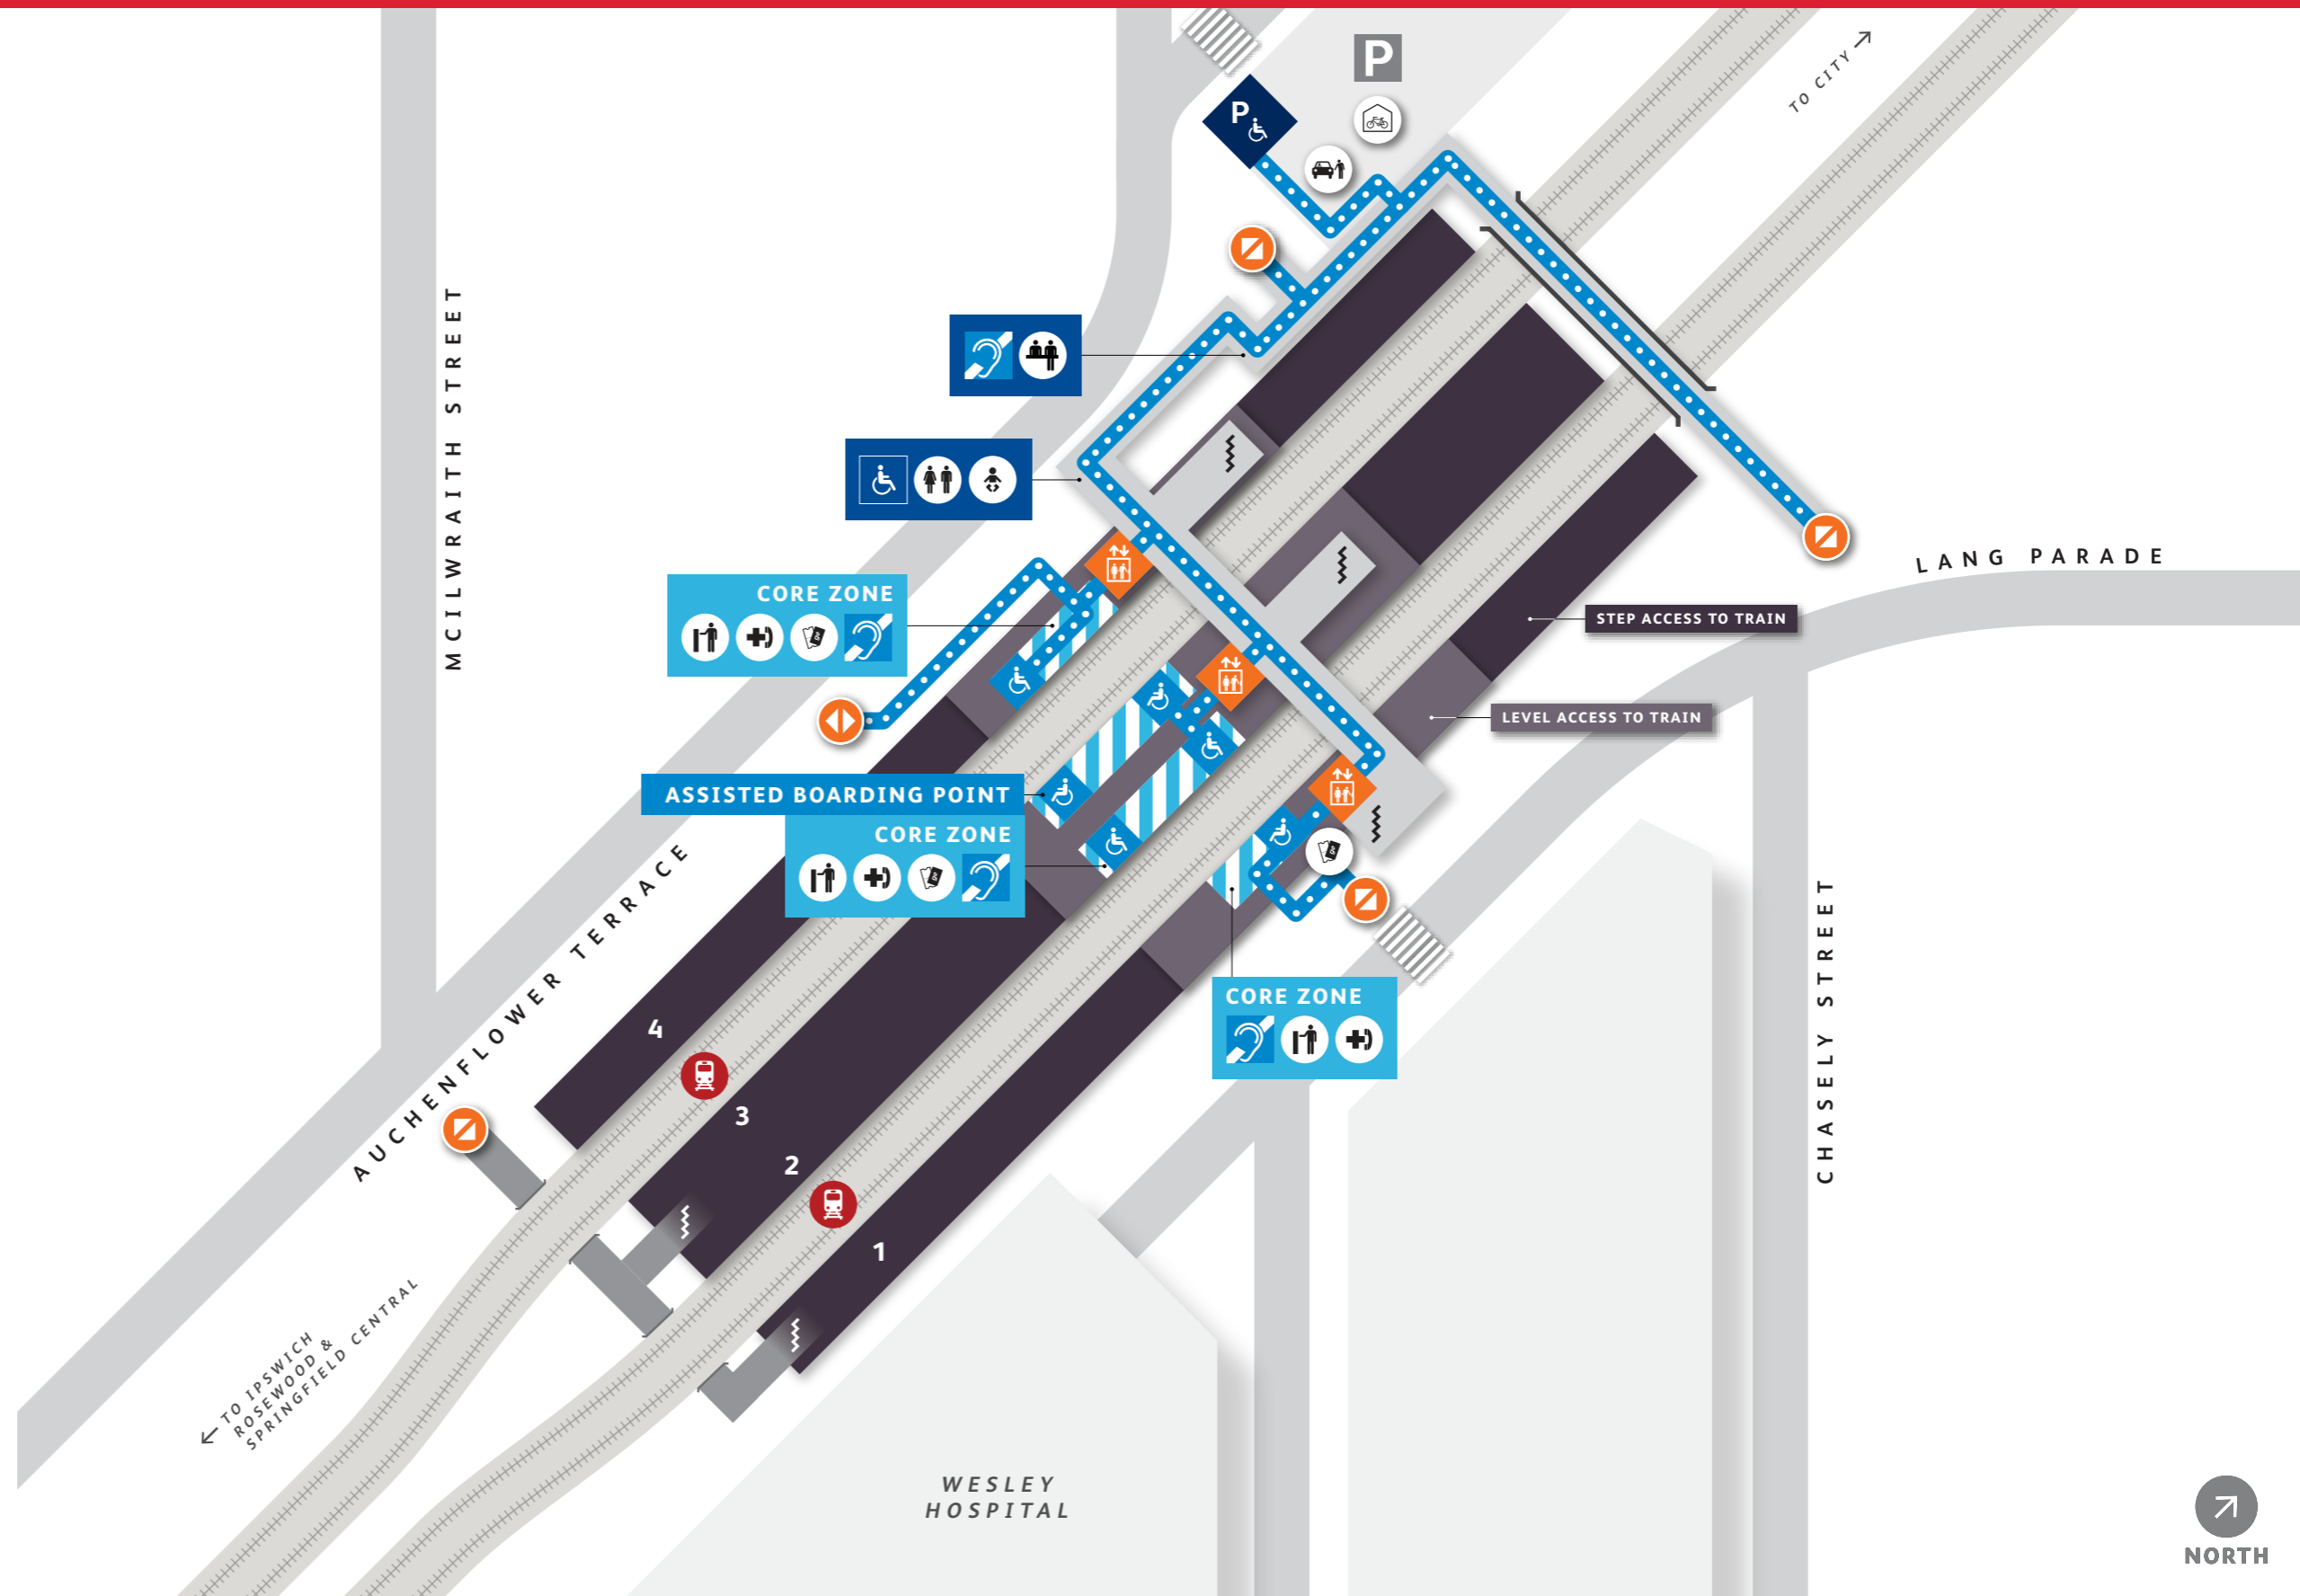 P
TO CITY
P
MCILWRAITH STREET
LANG PARADE
CORE ZONE
STEP ACCESS TO TRAIN
LEVEL ACCESS TO TRAIN
ASSISTED BOARDING POINT
CORE ZONE
AUCHENFLOWER TERRACE
CHASELY STREET
CORE ZONE
4
3
2
1
TO IPSWICH
ROSEWOOD &
SPRINGFIELD CENTRAL
WESLEY
HOSPITAL
NORTH